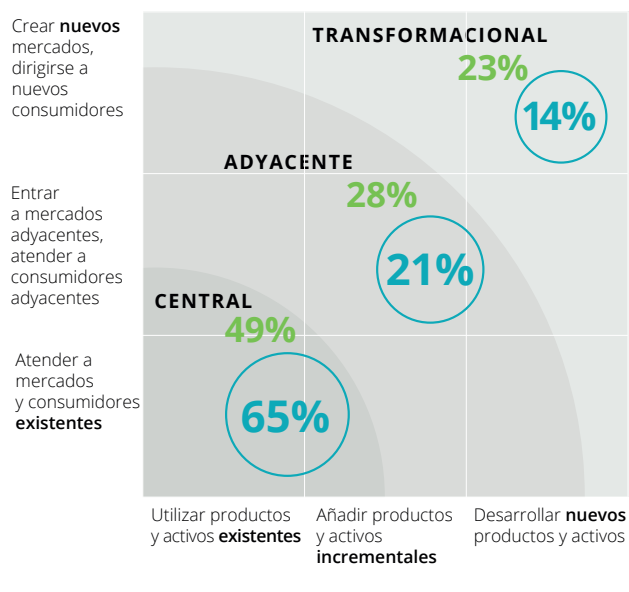 Crear nuevos
mercados,
dirigirse a
nuevos
consumidores
TRANSFORMACIONAL
23%
14%
Entrar
a mercados
adyacentes,
atender a
consumidores
adyacentes
ADYACENTE
28%
21%
Atender a
mercados
y consumidores
existentes
CENTRAL
49%
65%
Utilizar productos
y activos existentes
Añadir productos
y activos
incrementales
Desarrollar nuevos
productos y activos